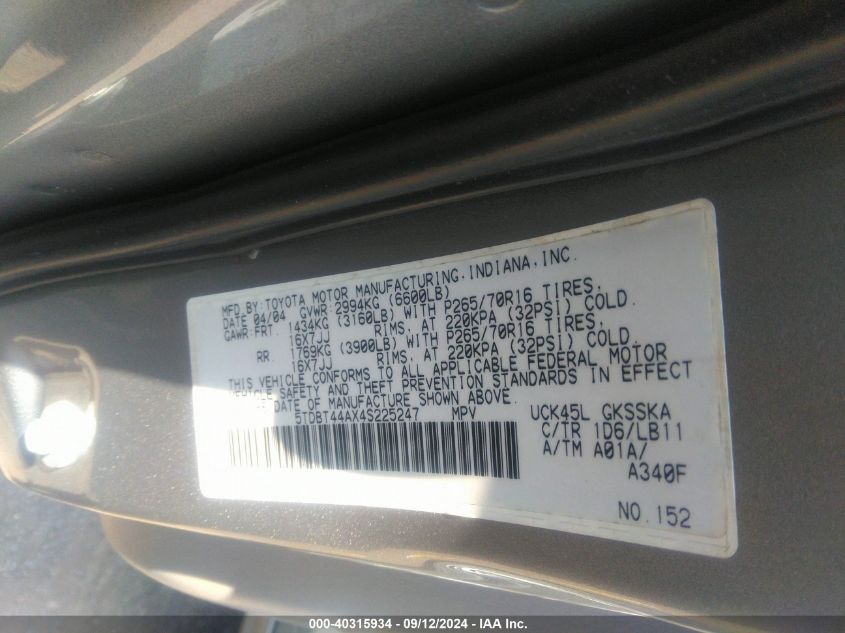 MFD.BY:TOYOTA MOTOR MANUFACTURING,INDIANA,INC.
DATE 04/04 GVWR:2994KG (6600LB)
GAWR:FRT. 1434KG (3160LB) WITH P265/70R16 TIRES,
16X7JJ RIMS, AT 220KPA (32PSI) COLD.
RR. 1769KG (3900LB) WITH P265/70R16 TIRES,
16X7JJ RIMS, AT 220KPA (32PSI) COLD.
THIS VEHICLE CONFORMS TO ALL APPLICABLE FEDERAL MOTOR
VEHICLE SAFETY AND THEFT PREVENTION STANDARDS IN EFFECT
DATE OF MANUFACTURE SHOWN ABOVE.
5TDBT44AX4S225247 MPV UCK45L GKSSKA
C/TR 1D6/LB11
A/TM A01A/
A340F
NO.152
000-40315934 - 09/12/2024 - IAA Inc.